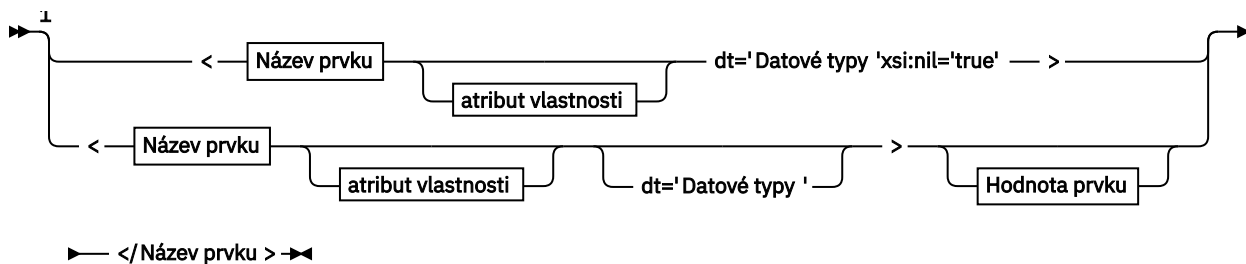 1
< Název prvku dt='Datové typy 'xsi:nil='true' >
atribut vlastnosti
< Název prvku >
atribut vlastnosti dt='Datové typy ' Hodnota prvku
</Název prvku >